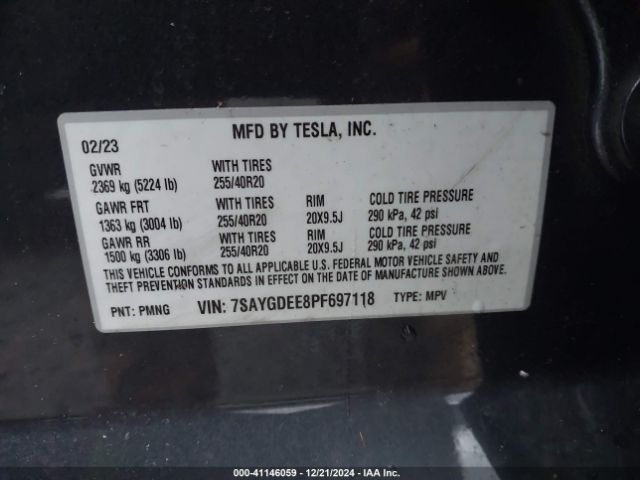 MFD BY TESLA, INC.
02/23
GVWR WITH TIRES
2369 kg (5224 lb) 255/40R20
GAWR FRT WITH TIRES RIM COLD TIRE PRESSURE
1363 kg (3004 lb) 255/40R20 20X9.5J 290 kPa, 42 psi
GAWR RR WITH TIRES RIM COLD TIRE PRESSURE
1500 kg (3306 lb) 255/40R20 20X9.5J 290 kPa, 42 psi
THIS VEHICLE CONFORMS TO ALL APPLICABLE U.S. FEDERAL MOTOR VEHICLE SAFETY AND
THEFT PREVENTION STANDARDS IN EFFECT ON THE DATE OF MANUFACTURE SHOWN ABOVE.
PNT: PMNG VIN: 7SAYGDEE8PF697118 TYPE: MPV
000-41146059 - 12/21/2024 - IAA Inc.